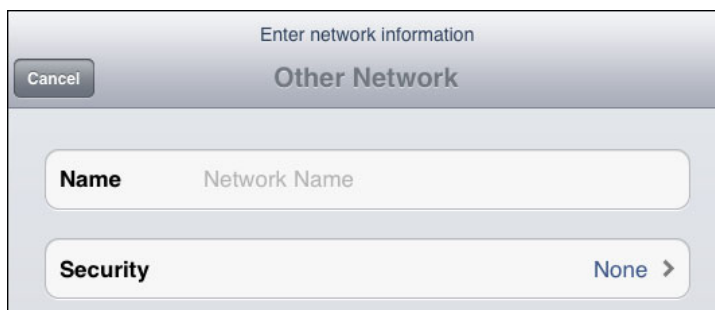 Enter network information
Cancel
Other Network
Name
Network Name
Security
None